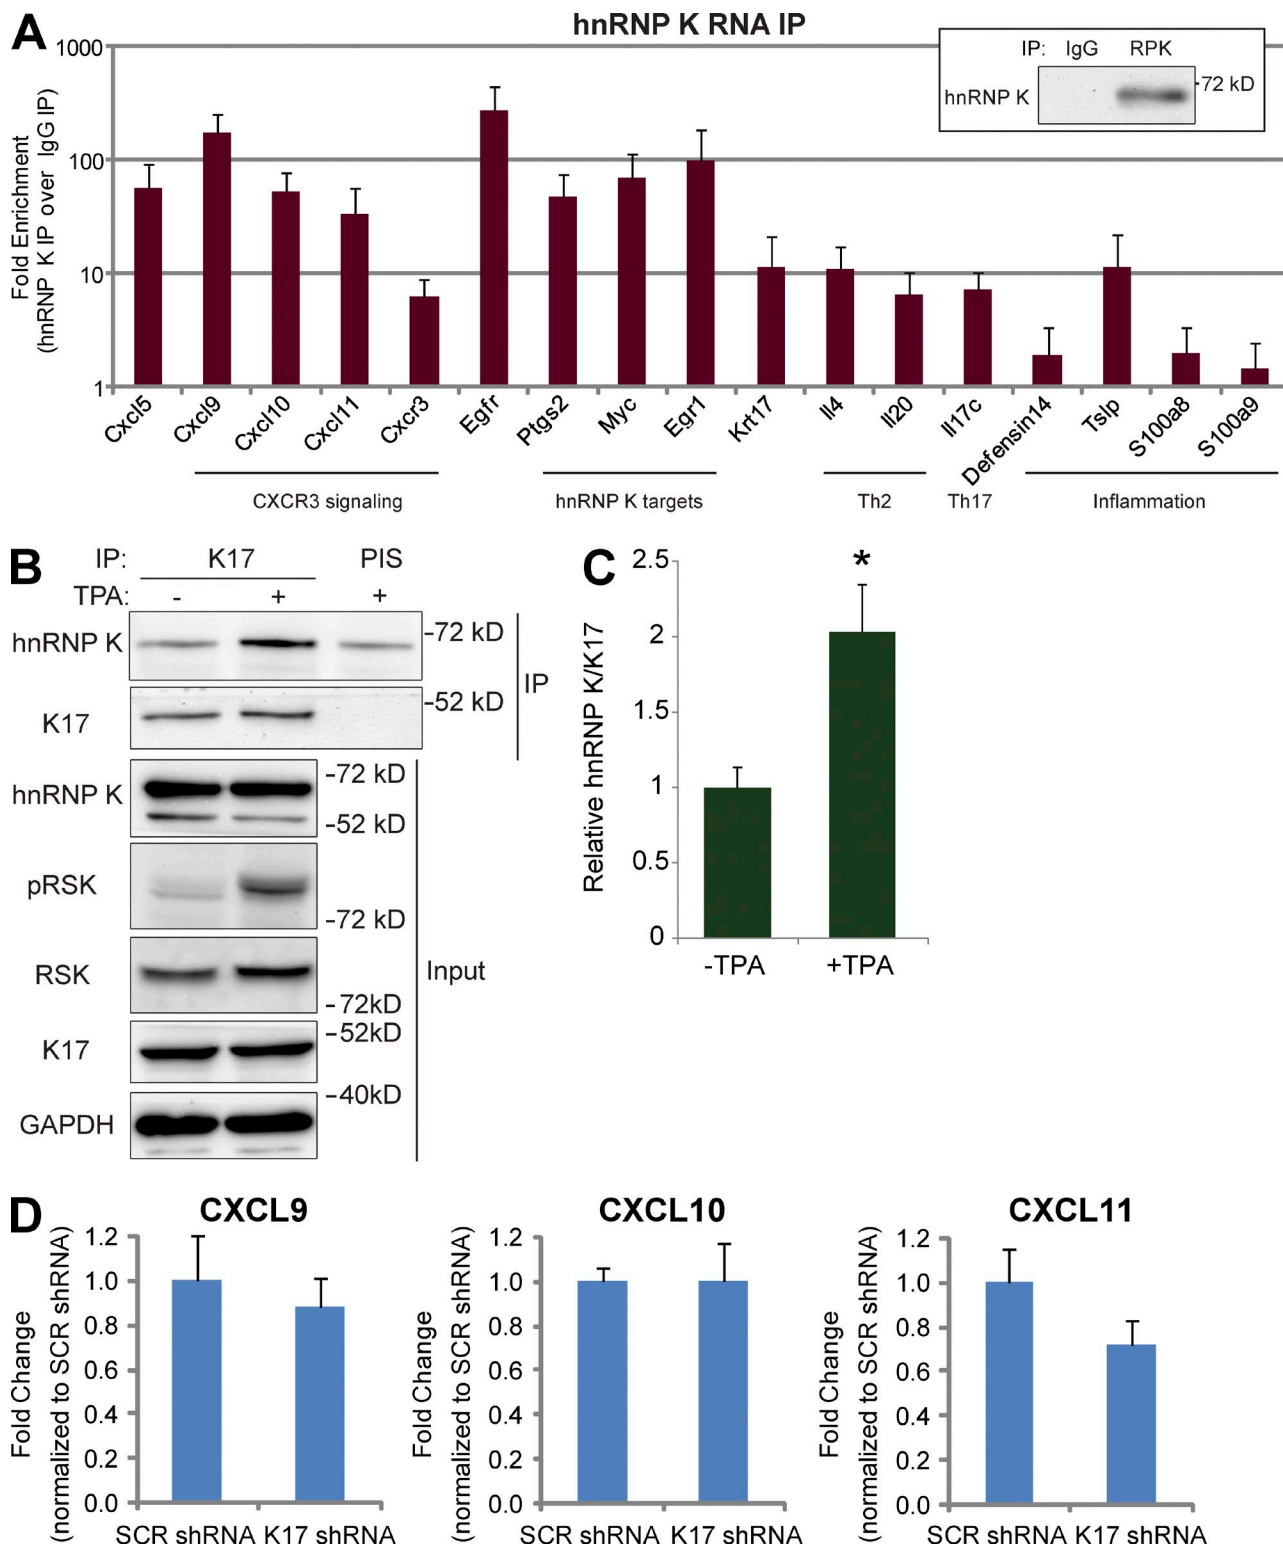 A
hnRNP K RNA IP
Fold Enrichment
(hnRNP K IP over IgG IP)
1000
100
10
1
IP: IgG RPK
hnRNP K
-72 kD
Cxcl5
Cxcl9
Cxcl10
Cxcl11
Cxcr3
Egfr
Ptgs2
Myc
Egr1
Krt17
Il4
Il20
Il17c
Defensin14
Tslp
S100a8
S100a9
CXCR3 signaling
hnRNP K targets
Th2
Th17
Inflammation
B
IP: K17 PIS
TPA: - + +
hnRNP K
-72 kD
K17
-52 kD
IP
hnRNP K
-72 kD
-52 kD
pRSK
-72 kD
RSK
-72kD
K17
-52kD
-40kD
GAPDH
Input
C
Relative hnRNP K/K17
2.5
2
1.5
1
0.5
0
*
-TPA +TPA
D
CXCL9
Fold Change
(normalized to SCR shRNA)
1.2
1.0
0.8
0.6
0.4
0.2
0.0
SCR shRNA K17 shRNA
CXCL10
Fold Change
(normalized to SCR shRNA)
1.2
1.0
0.8
0.6
0.4
0.2
0.0
SCR shRNA K17 shRNA
CXCL11
Fold Change
(normalized to SCR shRNA)
1.2
1.0
0.8
0.6
0.4
0.2
0.0
SCR shRNA K17 shRNA